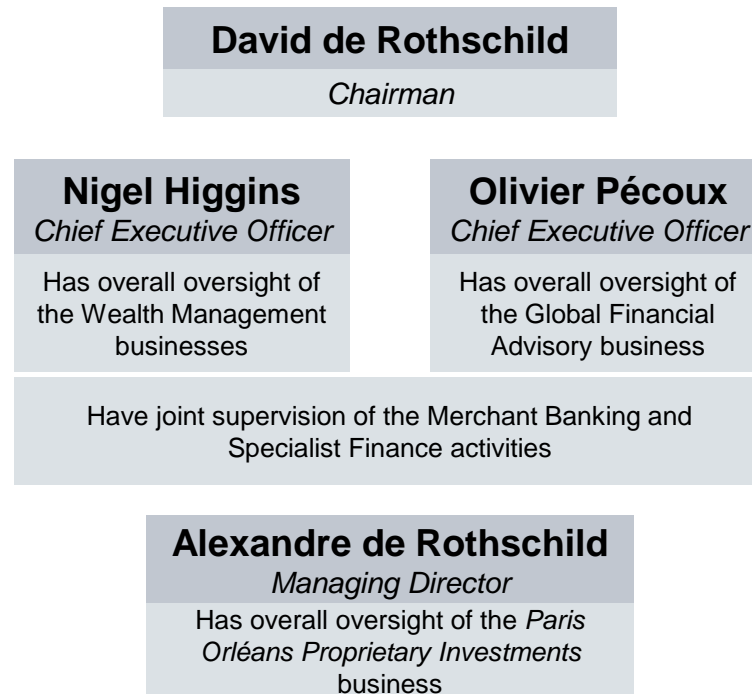 David de Rothschild
Chairman
Nigel Higgins
Chief Executive Officer
Has overall oversight of
the Wealth Management
businesses
Olivier Pécoux
Chief Executive Officer
Has overall oversight of
the Global Financial
Advisory business
Have joint supervision of the Merchant Banking and
Specialist Finance activities
Alexandre de Rothschild
Managing Director
Has overall oversight of the Paris
Orléans Proprietary Investments
business